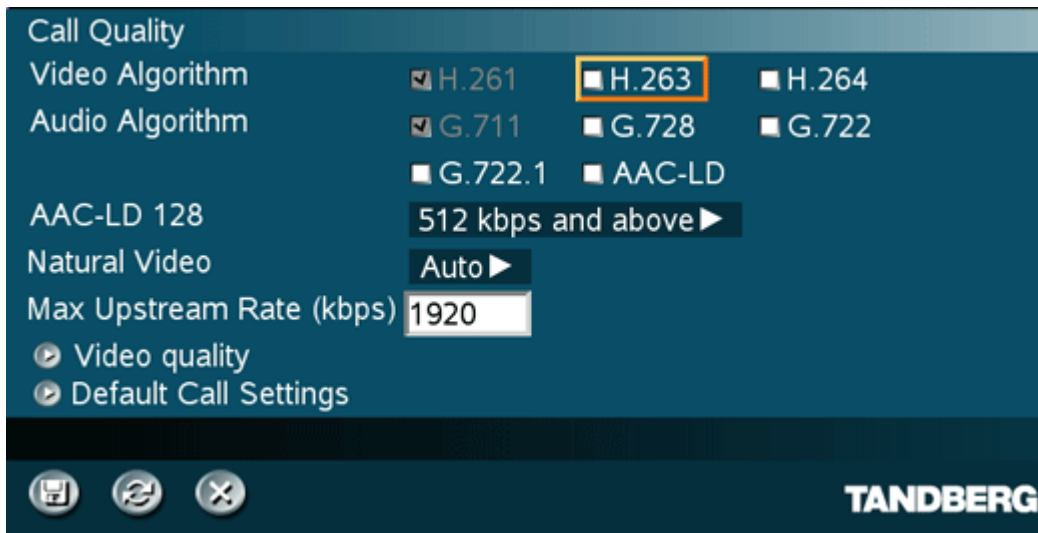 Call Quality
Video Algorithm H.261 H.263 H.264
Audio Algorithm G.711 G.728 G.722
G.722.1 AAC-LD
AAC-LD 128 512 kbps and above
Natural Video Auto
Max Upstream Rate (kbps) 1920
Video quality
Default Call Settings
TANDBERG